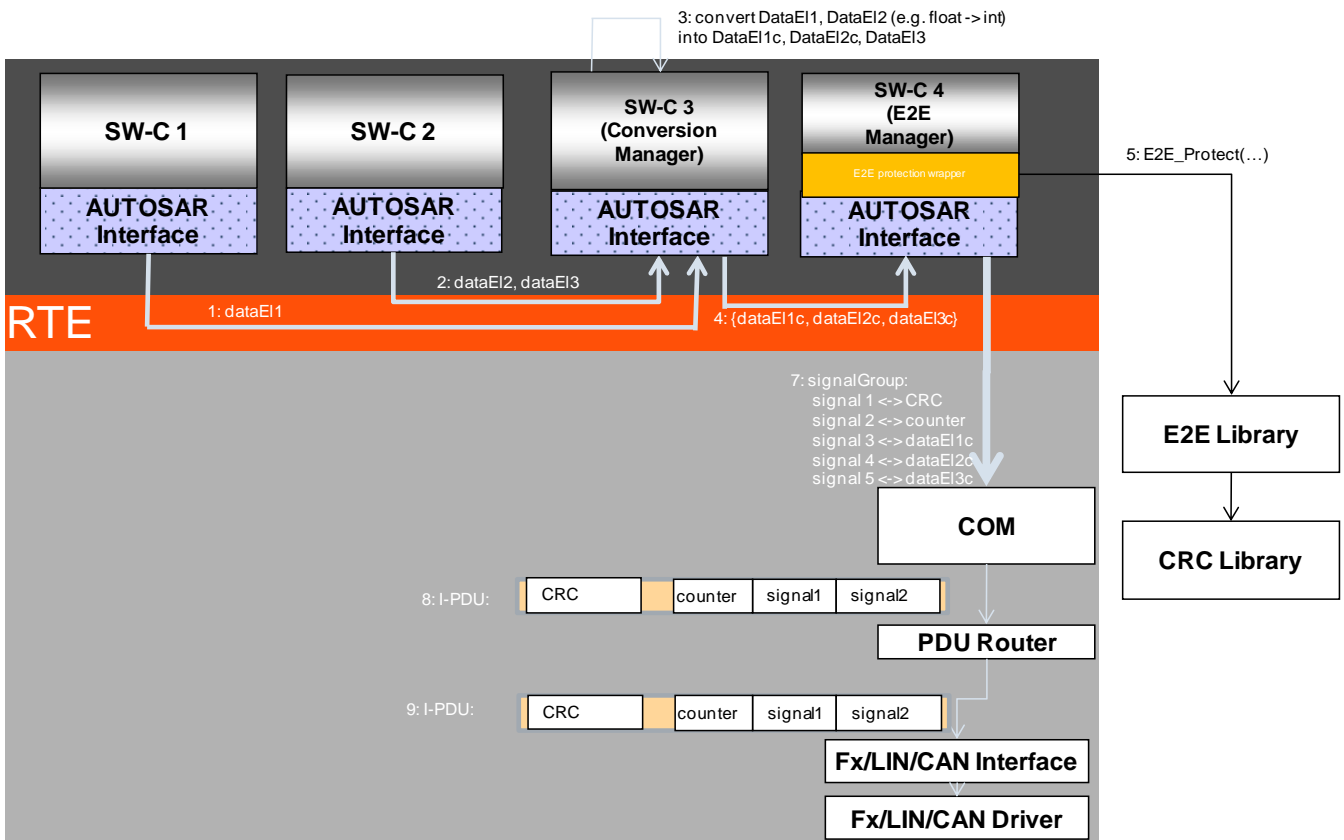 3: convert DataEl1, DataEl2 (e.g. float -> int)
into DataEl1c, DataEl2c, DataEl3
SW-C 1
AUTOSAR
Interface
SW-C 2
AUTOSAR
Interface
SW-C 3
(Conversion
Manager)
AUTOSAR
Interface
SW-C 4
(E2E
Manager)
E2E protection wrapper
AUTOSAR
Interface
5: E2E_Protect(…)
2: dataEl2, dataEl3
1: dataEl1
4: {dataEl1c, dataEl2c, dataEl3c}
RTE
7: signalGroup:
signal 1 <-> CRC
signal 2 <-> counter
signal 3 <-> dataEl1c
signal 4 <-> dataEl2c
signal 5 <-> dataEl3c
E2E Library
COM
CRC Library
8: I-PDU:
CRC
counter
signal1
signal2
PDU Router
9: I-PDU:
CRC
counter
signal1
signal2
Fx/LIN/CAN Interface
Fx/LIN/CAN Driver